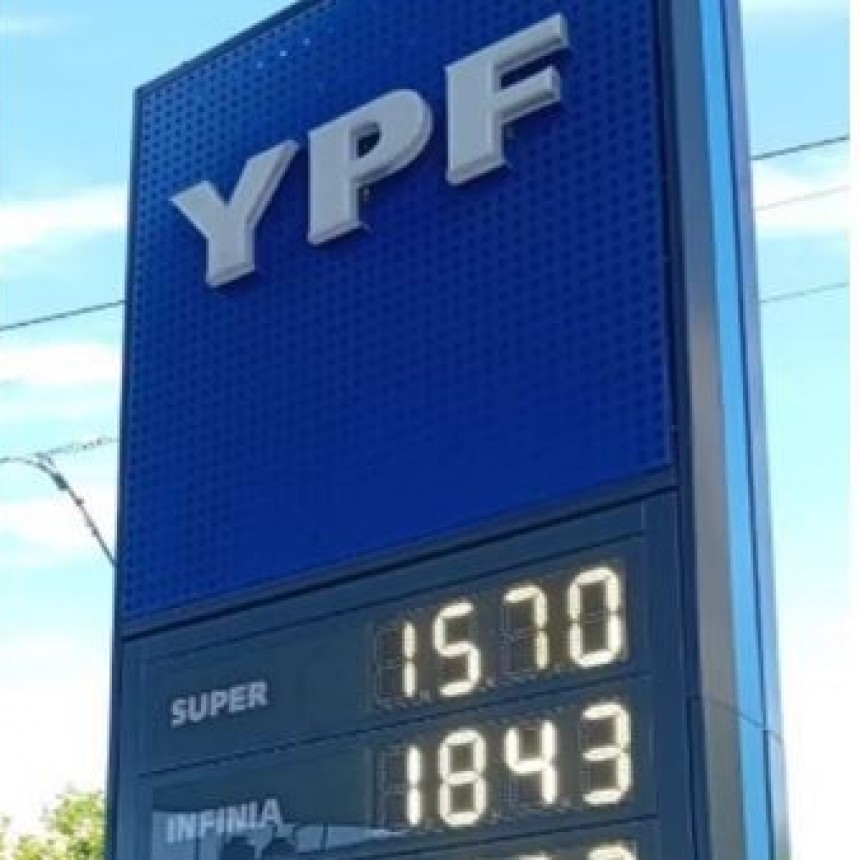 YPF
SUPER 1570
INFINIA 1843